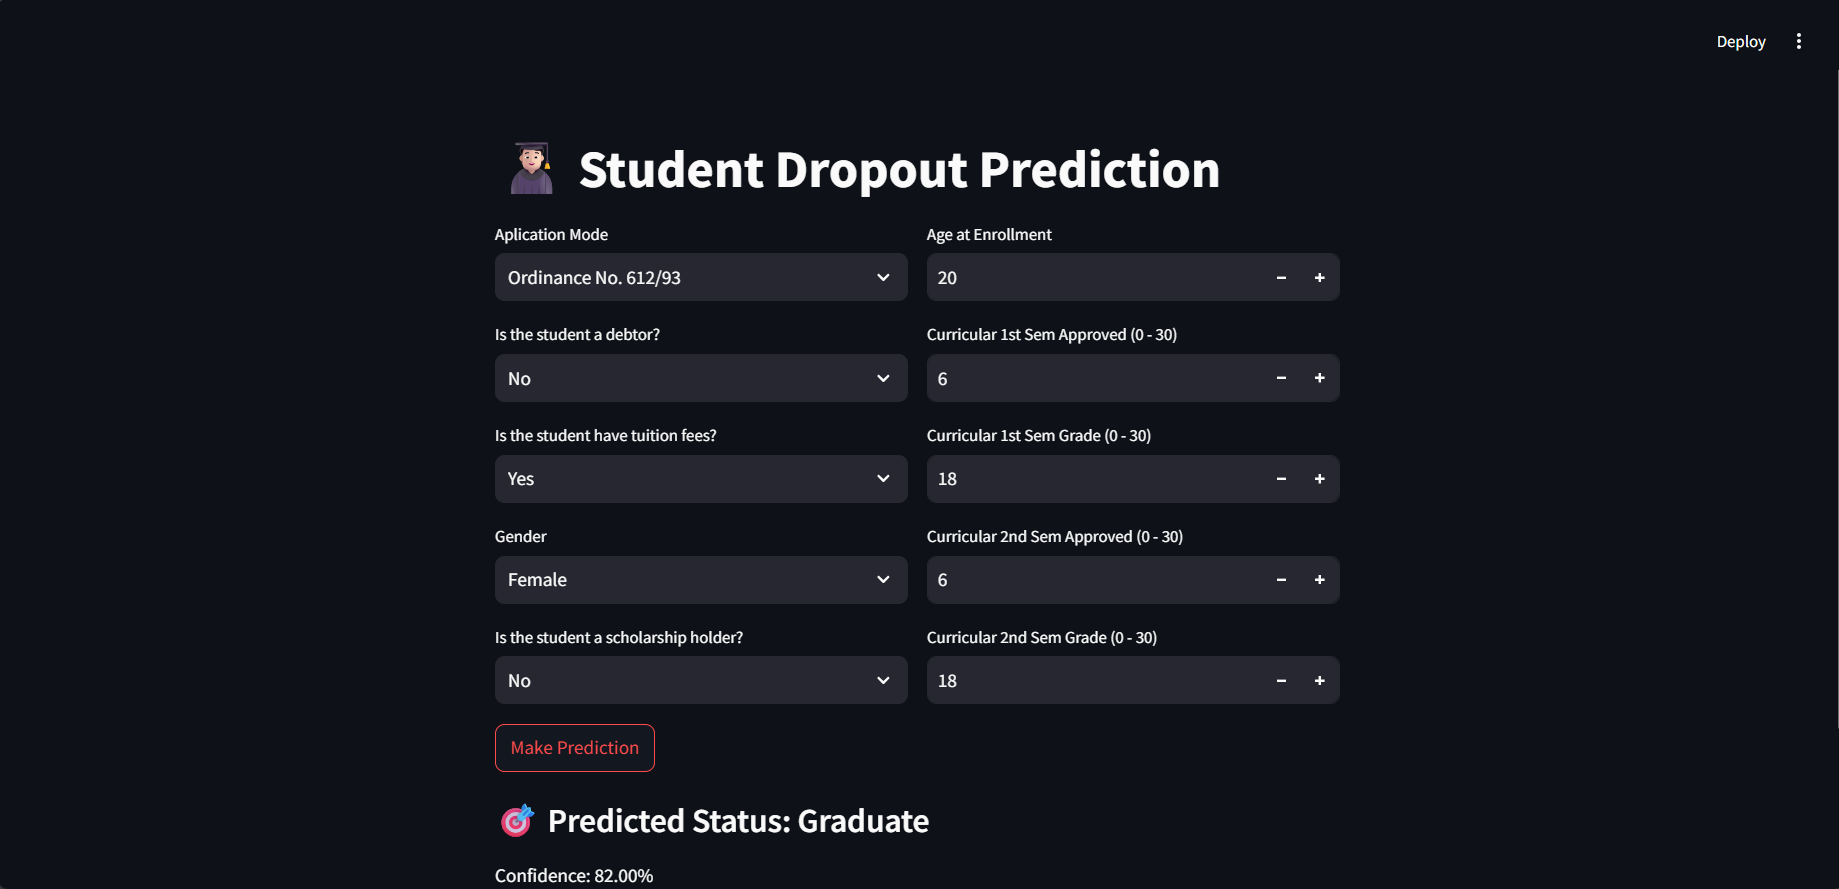 Deploy
Student Dropout Prediction
Aplication Mode
Ordinance No. 612/93
Age at Enrollment
20
Is the student a debtor?
No
Curricular 1st Sem Approved (0 - 30)
6
Is the student have tuition fees?
Yes
Curricular 1st Sem Grade (0 - 30)
18
Gender
Female
Curricular 2nd Sem Approved (0 - 30)
6
Is the student a scholarship holder?
No
Curricular 2nd Sem Grade (0 - 30)
18
Make Prediction
Predicted Status: Graduate
Confidence: 82.00%